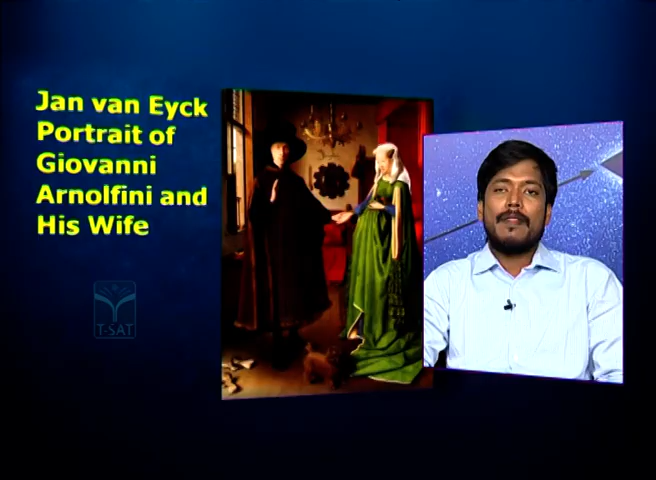 Jan van Eyck
Portrait of
Giovanni
Arnolfini and
His Wife
T-SAT